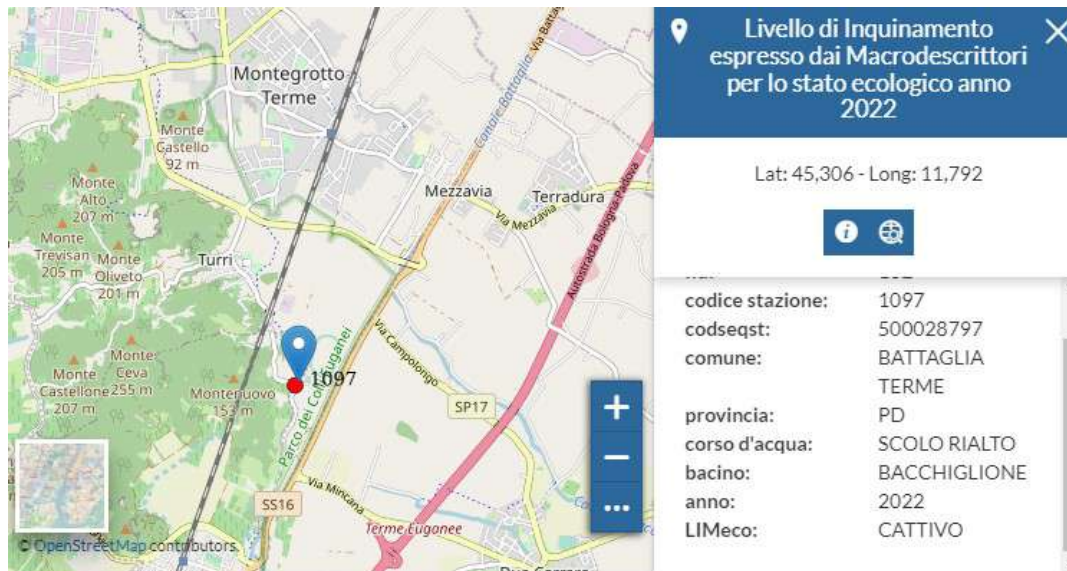 Montegrotto
Terme
Via Battaglia
Via Bat
Canale Battaglia
Monte
Castello
92 m
Monte
Alto
207 m
Mezzavia
Terradura
Via Mezzavia
Autostrada Bologna-Padova
Monte
Trevisan
205 m
Monte
Oliveto
201 m
Turri
Via Campolongo
Monte
Ceva
255 m
Monte
Castellone
207 m
Montenuovo
153 m
1097
Parco dei Colli Euganei
SP17
SS16
Via Mincana
Terme Euganee
© OpenStreetMap contributors.
+
−
...
Livello di Inquinamento
espresso dai Macrodescrittori
per lo stato ecologico anno
2022
Lat: 45,306 - Long: 11,792
codice stazione: 1097
codseqst: 500028797
comune: BATTAGLIA
TERME
provincia: PD
corso d'acqua: SCOLO RIALTO
bacino: BACCHIGLIONE
anno: 2022
LIMeco: CATTIVO